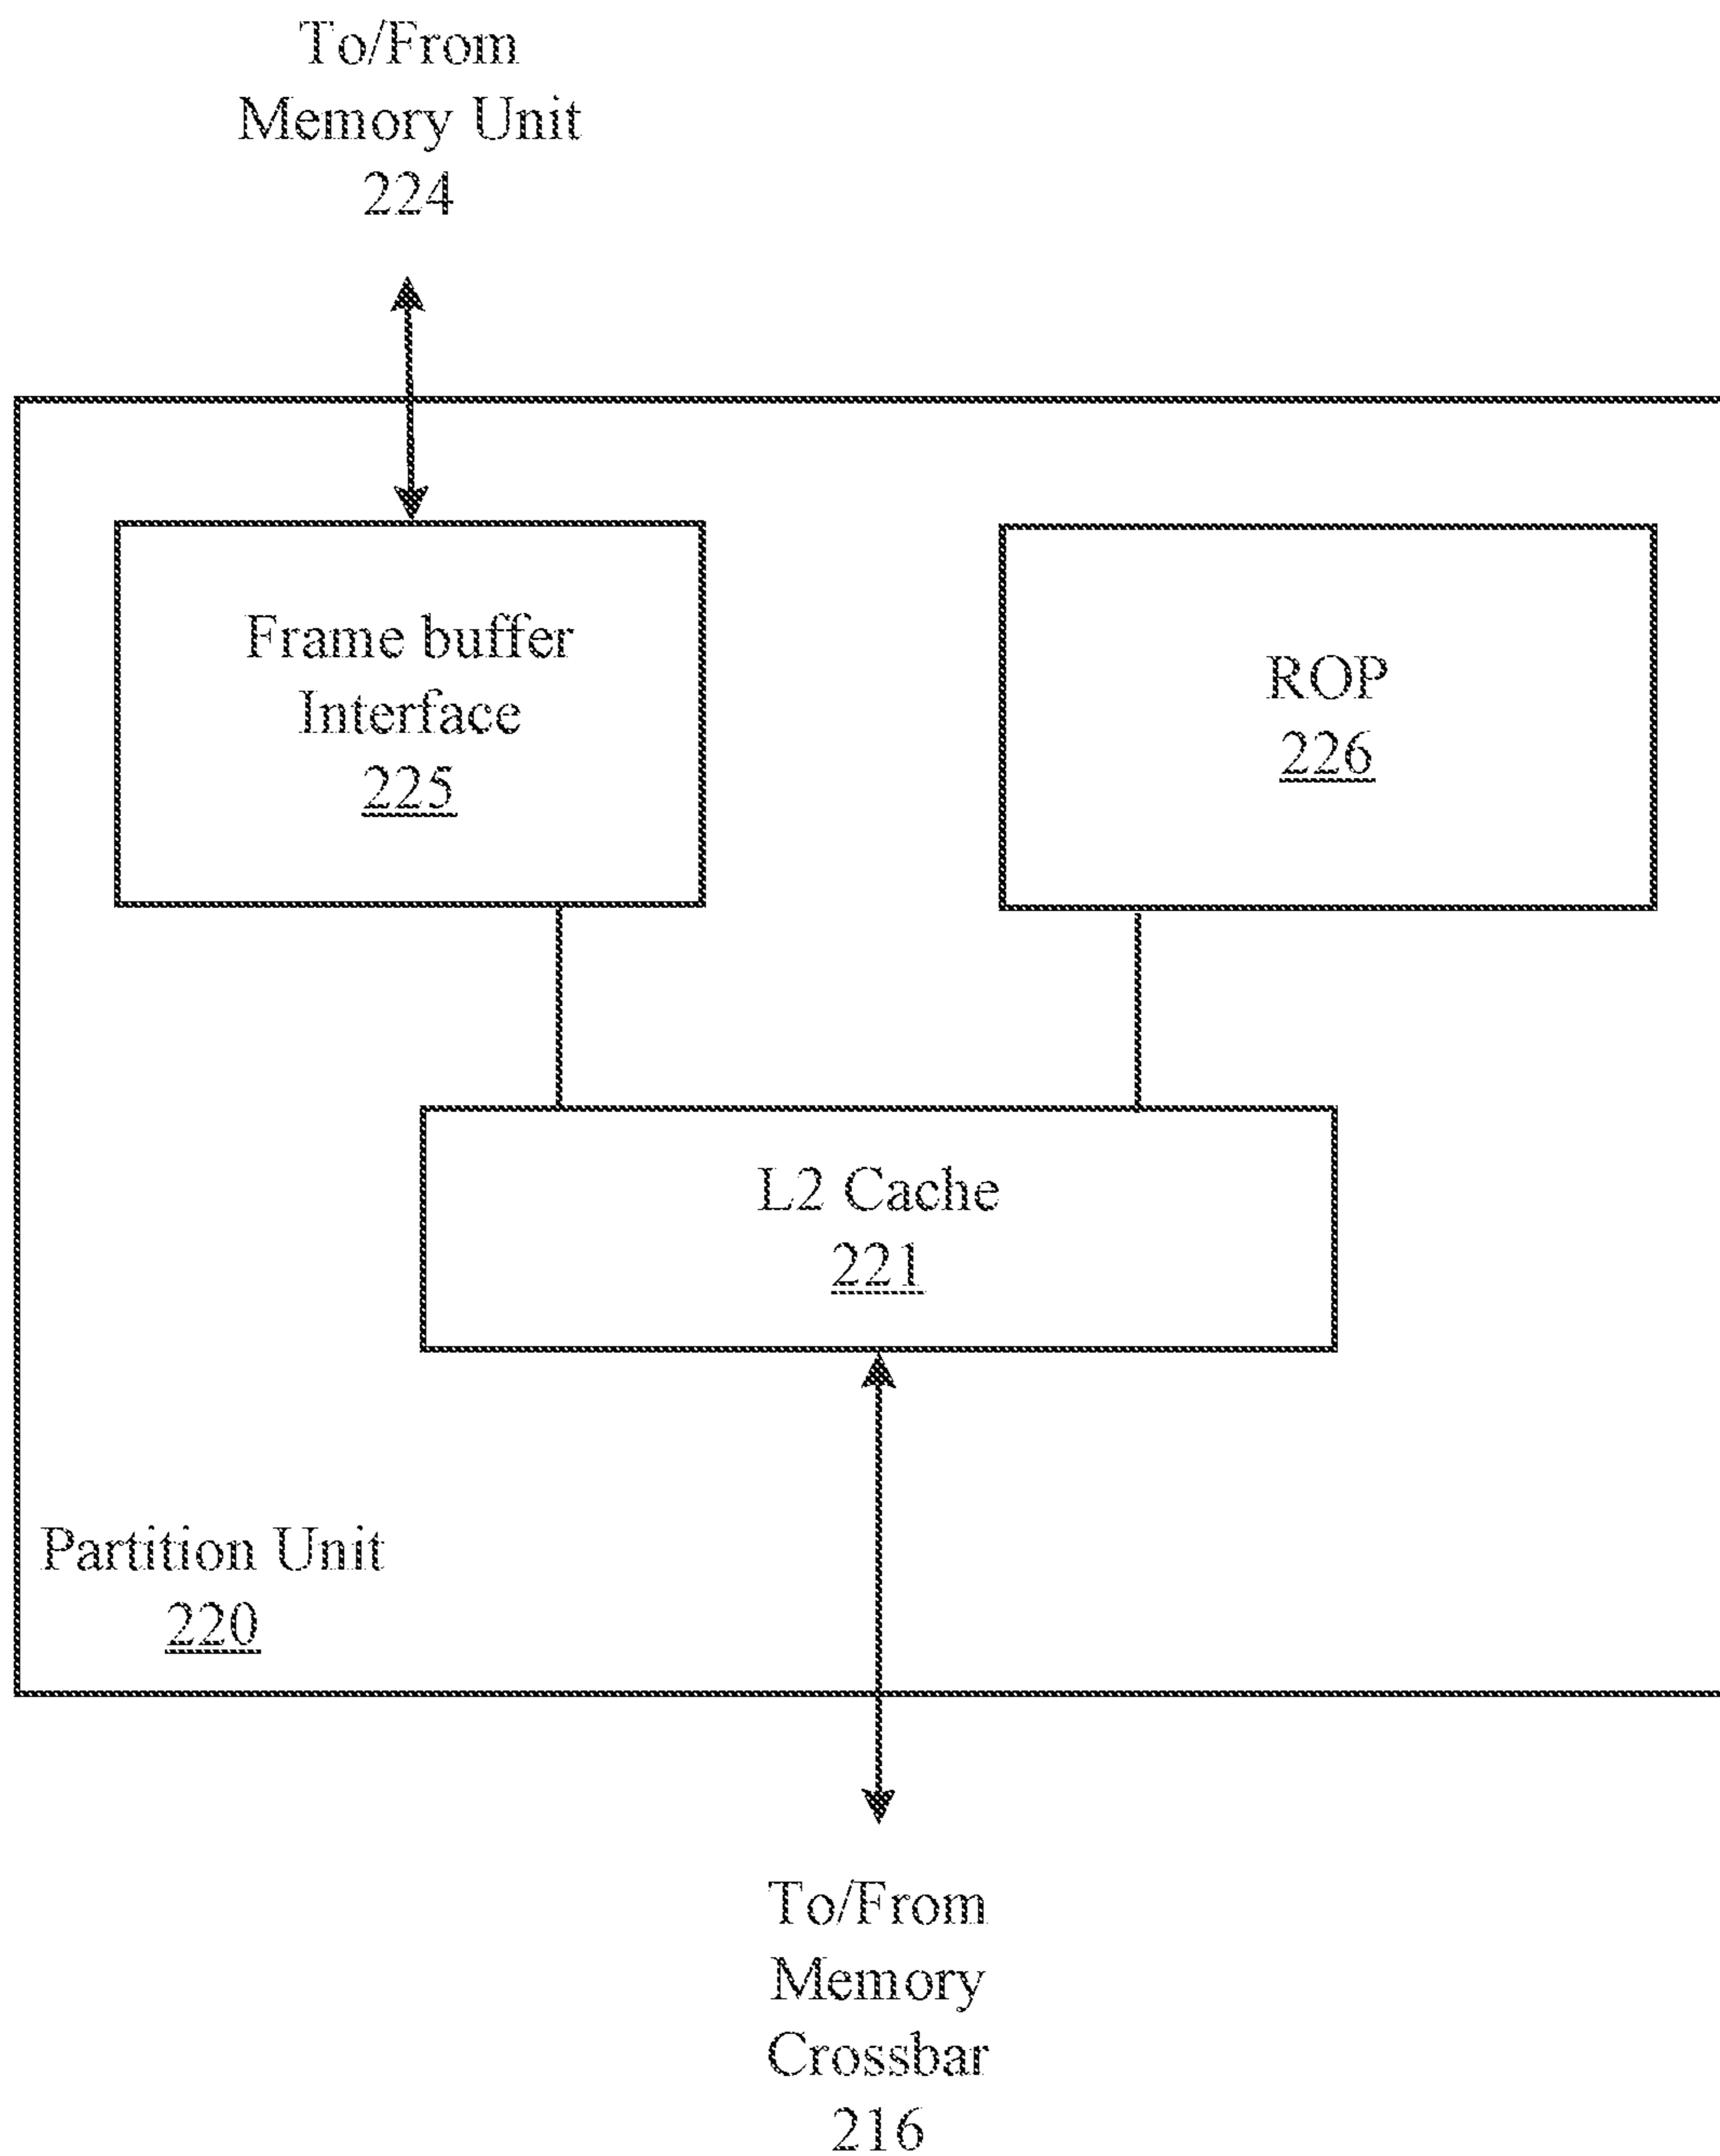 To/From
Memory Unit
224
Frame buffer
Interface
225
ROP
226
L2 Cache
221
Partition Unit
220
To/From
Memory
Crossbar
216